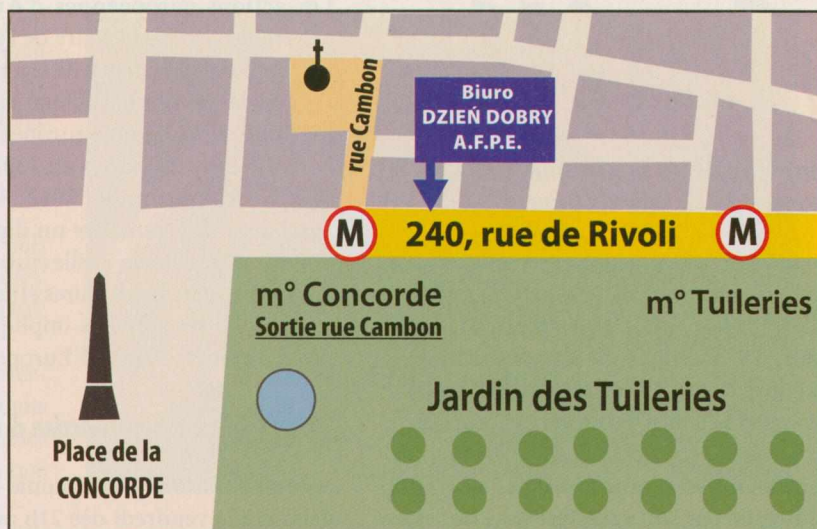 rue Cambon
Biuro
DZIEŃ DOBRY
A.F.P.E.
M
240, rue de Rivoli
M
m° Concorde
Sortie rue Cambon
m° Tuileries
Jardin des Tuileries
Place de la
CONCORDE